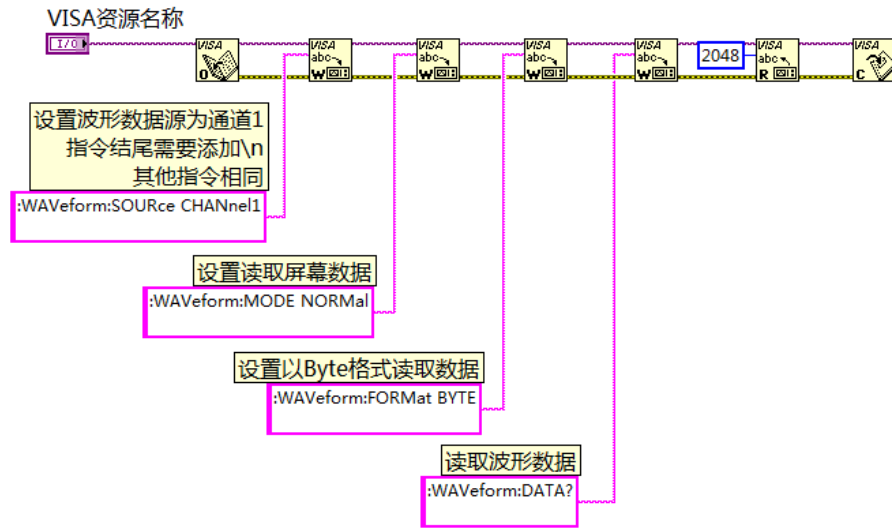 VISA资源名称
I/O
VISA
O
VISA
abc
W
VISA
abc
W
VISA
abc
W
VISA
abc
W
2048
VISA
abc
R
VISA
C
设置波形数据源为通道1
指令结尾需要添加\n
其他指令相同
:WAVeform:SOURce CHANnel1
设置读取屏幕数据
:WAVeform:MODE NORMal
设置以Byte格式读取数据
:WAVeform:FORMat BYTE
读取波形数据
:WAVeform:DATA?